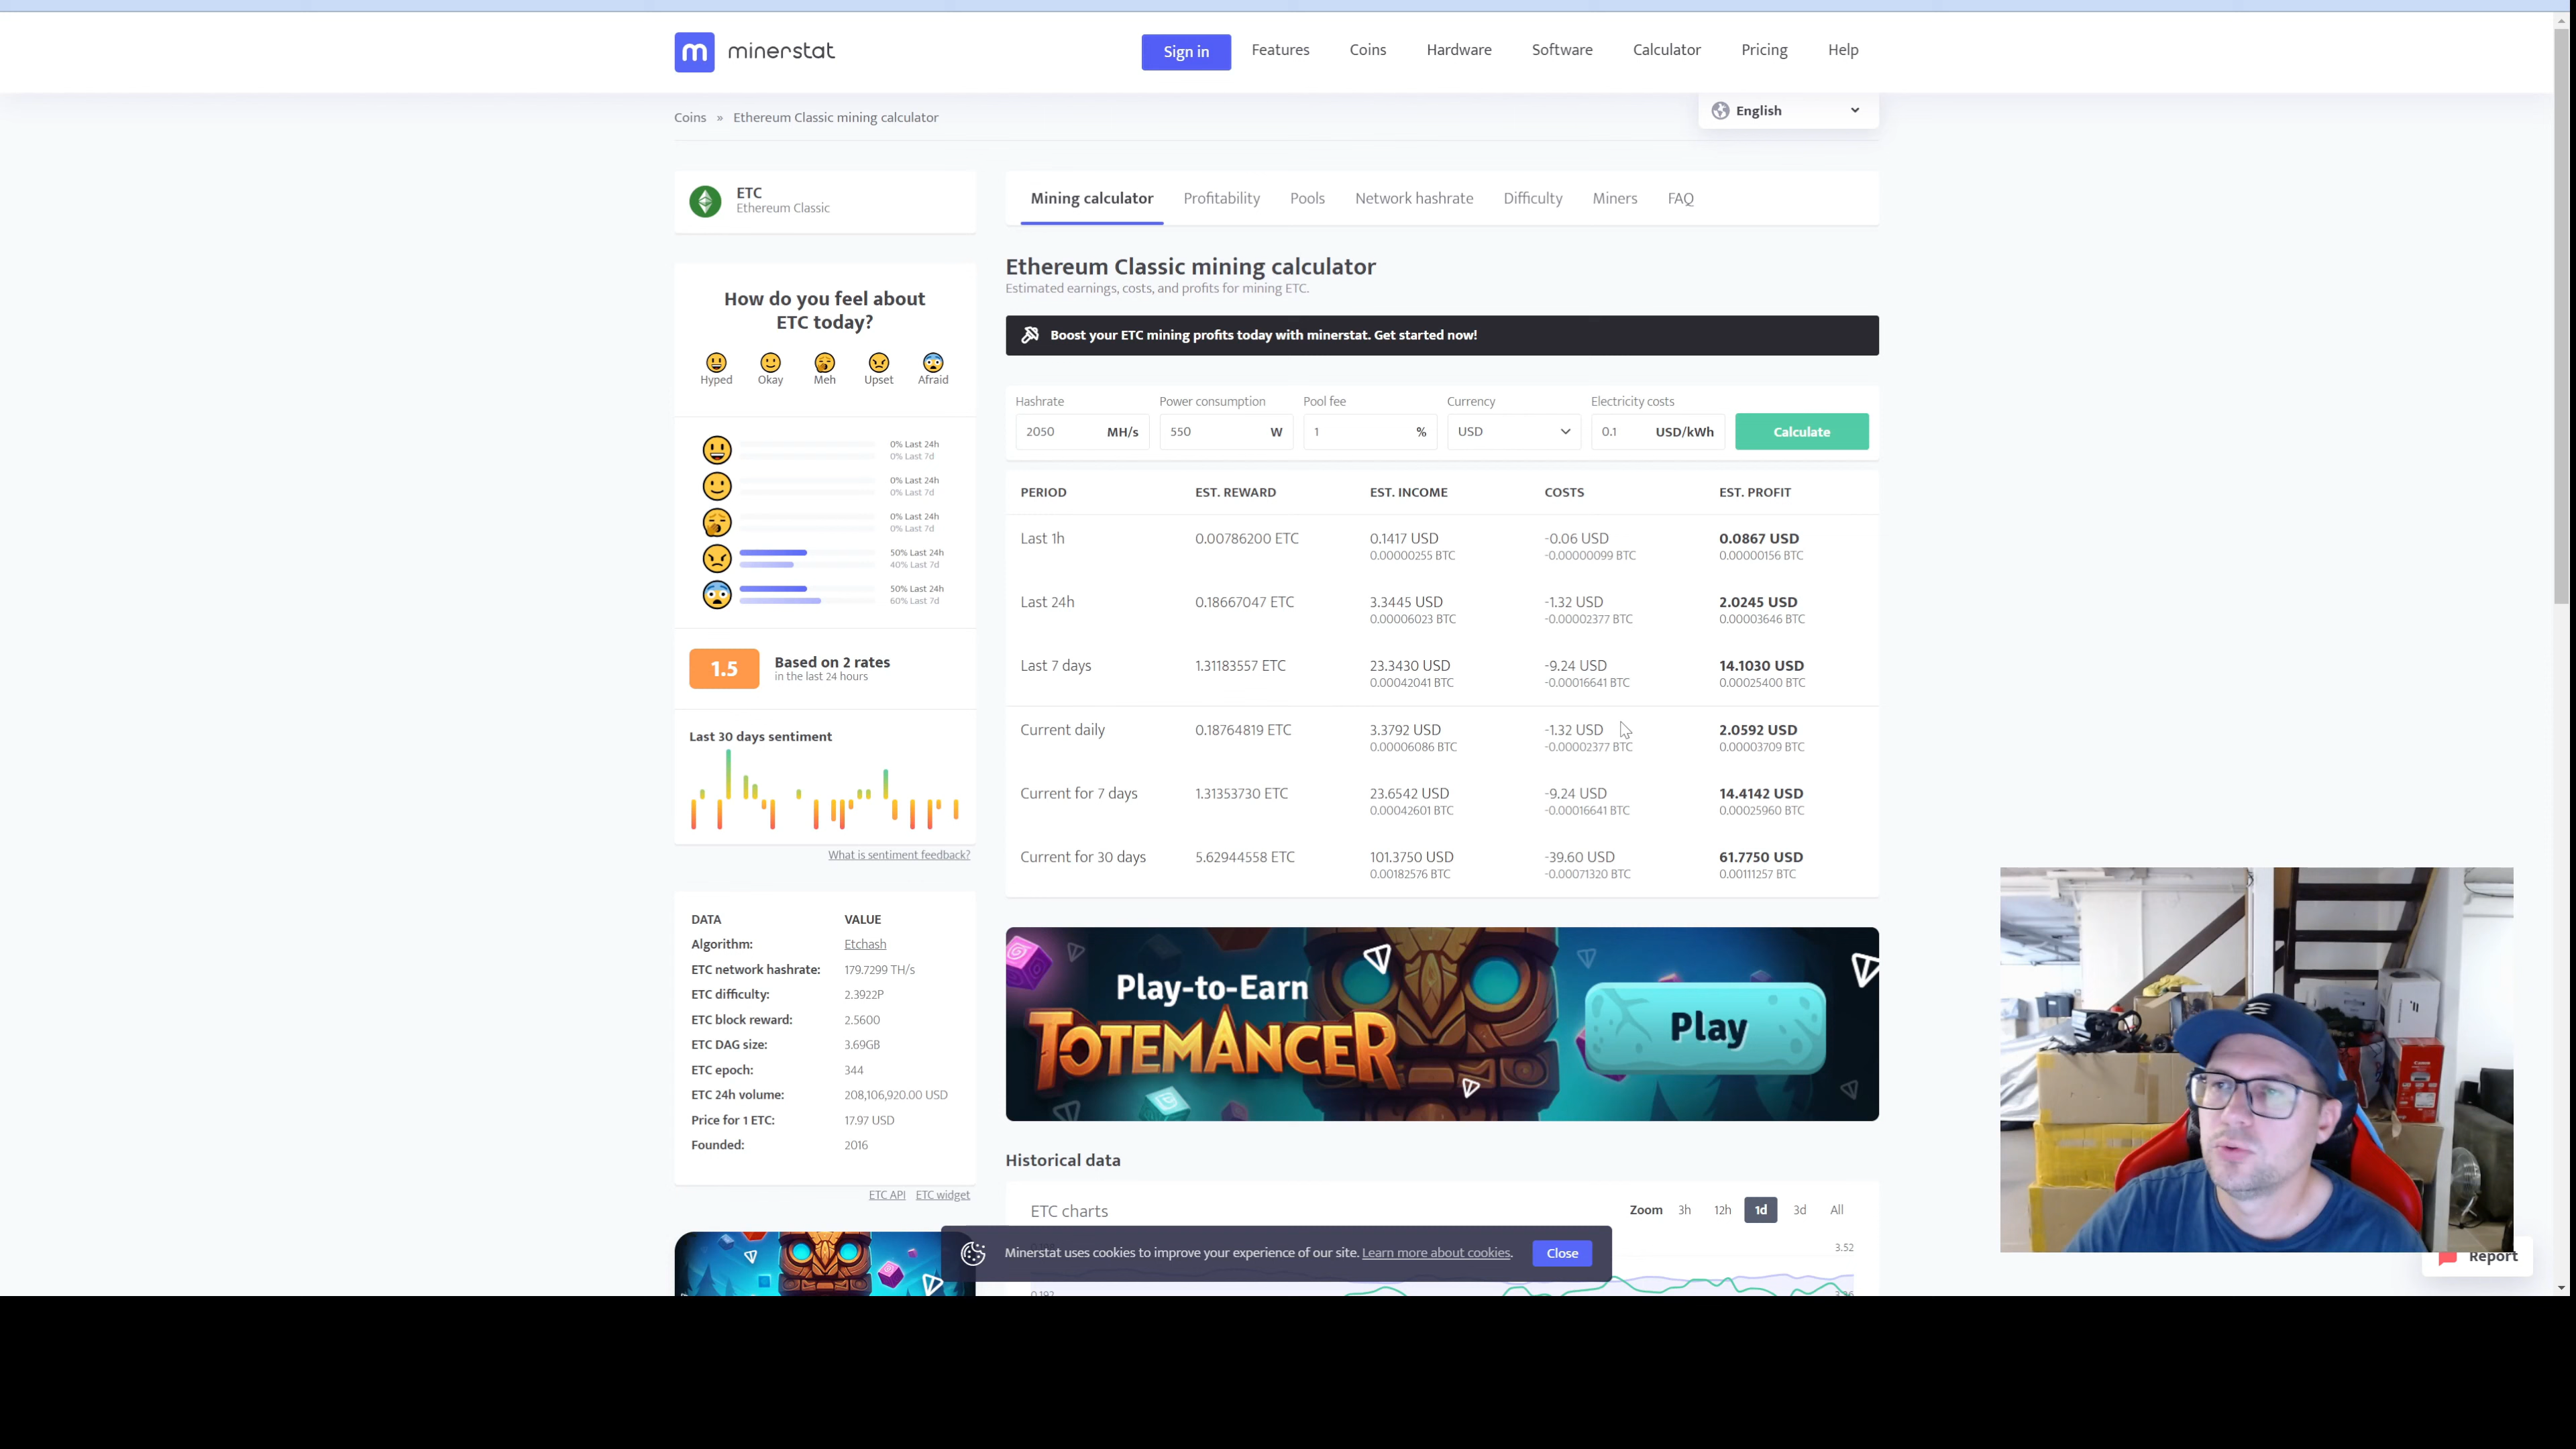 minerstat
Sign in
Features
Coins
Hardware
Software
Calculator
Pricing
Help
Coins » Ethereum Classic mining calculator
English
ETC
Ethereum Classic
How do you feel about
ETC today?
Hyped
Okay
Meh
Upset
Afraid
0% Last 24h
0% Last 7d
0% Last 24h
0% Last 7d
0% Last 24h
0% Last 7d
50% Last 24h
40% Last 7d
50% Last 24h
60% Last 7d
1.5
Based on 2 rates
in the last 24 hours
Last 30 days sentiment
What is sentiment feedback?
DATA VALUE
Algorithm: Etchash
ETC network hashrate: 179.7299 TH/s
ETC difficulty: 2.3922P
ETC block reward: 2.5600
ETC DAG size: 3.69GB
ETC epoch: 344
ETC 24h volume: 208,106,920.00 USD
Price for 1 ETC: 17.97 USD
Founded: 2016
ETC API ETC widget
Mining calculator Profitability Pools Network hashrate Difficulty Miners FAQ
Ethereum Classic mining calculator
Estimated earnings, costs, and profits for mining ETC.
Boost your ETC mining profits today with minerstat. Get started now!
Hashrate Power consumption Pool fee Currency Electricity costs
2050 MH/s 550 W 1 % USD 0.1 USD/kWh Calculate
PERIOD EST. REWARD EST. INCOME COSTS EST. PROFIT
Last 1h 0.00786200 ETC 0.1417 USD -0.06 USD 0.0867 USD
0.00000255 BTC -0.00000099 BTC 0.00000156 BTC
Last 24h 0.18667047 ETC 3.3445 USD -1.32 USD 2.0245 USD
0.00006023 BTC -0.00002377 BTC 0.00003646 BTC
Last 7 days 1.31183557 ETC 23.3430 USD -9.24 USD 14.1030 USD
0.00042041 BTC -0.00016641 BTC 0.00025400 BTC
Current daily 0.18764819 ETC 3.3792 USD -1.32 USD 2.0592 USD
0.00006086 BTC -0.00002377 BTC 0.00003709 BTC
Current for 7 days 1.31353730 ETC 23.6542 USD -9.24 USD 14.4142 USD
0.00042601 BTC -0.00016641 BTC 0.00025960 BTC
Current for 30 days 5.62944558 ETC 101.3750 USD -39.60 USD 61.7750 USD
0.00182576 BTC -0.00071320 BTC 0.00111257 BTC
Play-to-Earn
TOTEMANCER
Play
Historical data
ETC charts
Zoom 3h 12h 1d 3d All
3.52
Minerstat uses cookies to improve your experience of our site. Learn more about cookies.
Close
0.192
Canon
Report